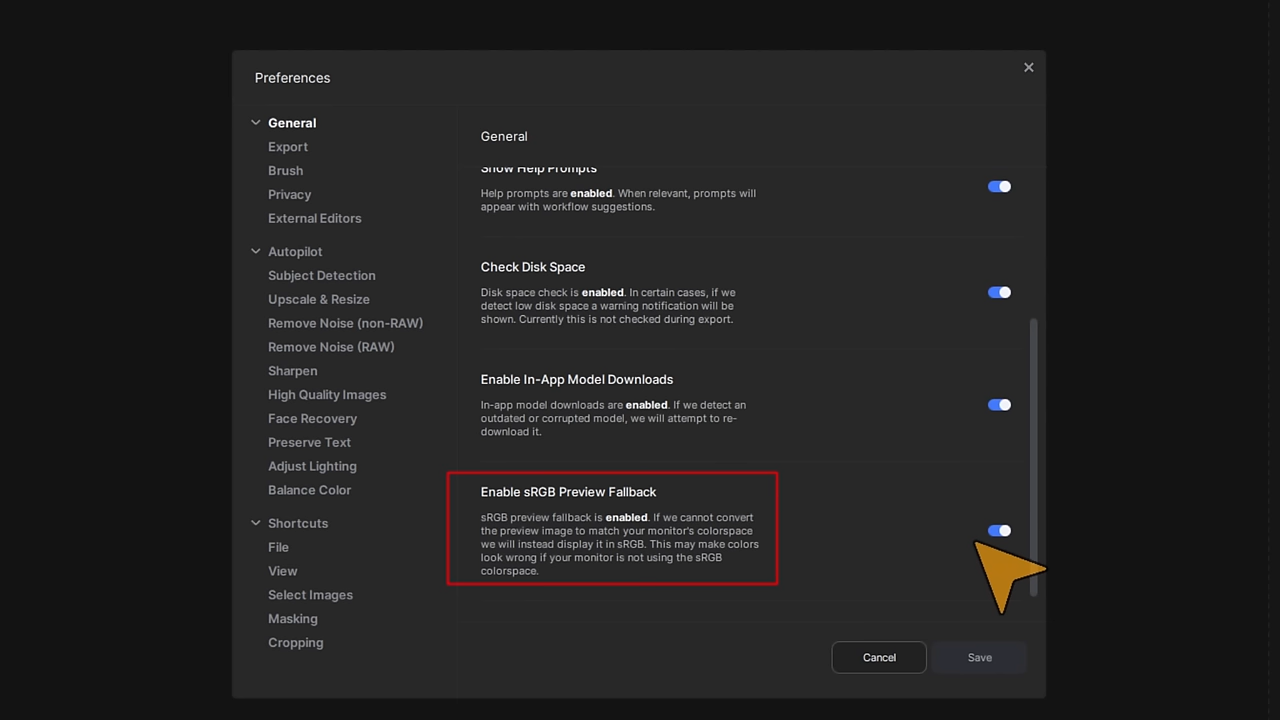 Preferences
General
Export
Brush
Privacy
External Editors
Autopilot
Subject Detection
Upscale & Resize
Remove Noise (non-RAW)
Remove Noise (RAW)
Sharpen
High Quality Images
Face Recovery
Preserve Text
Adjust Lighting
Balance Color
Shortcuts
File
View
Select Images
Masking
Cropping
General
Show Help Prompts
Help prompts are enabled. When relevant, prompts will
appear with workflow suggestions.
Check Disk Space
Disk space check is enabled. In certain cases, if we
detect low disk space a warning notification will be
shown. Currently this is not checked during export.
Enable In-App Model Downloads
In-app model downloads are enabled. If we detect an
outdated or corrupted model, we will attempt to re-
download it.
Enable sRGB Preview Fallback
sRGB preview fallback is enabled. If we cannot convert
the preview image to match your monitor's colorspace
we will instead display it in sRGB. This may make colors
look wrong if your monitor is not using the sRGB
colorspace.
Cancel
Save